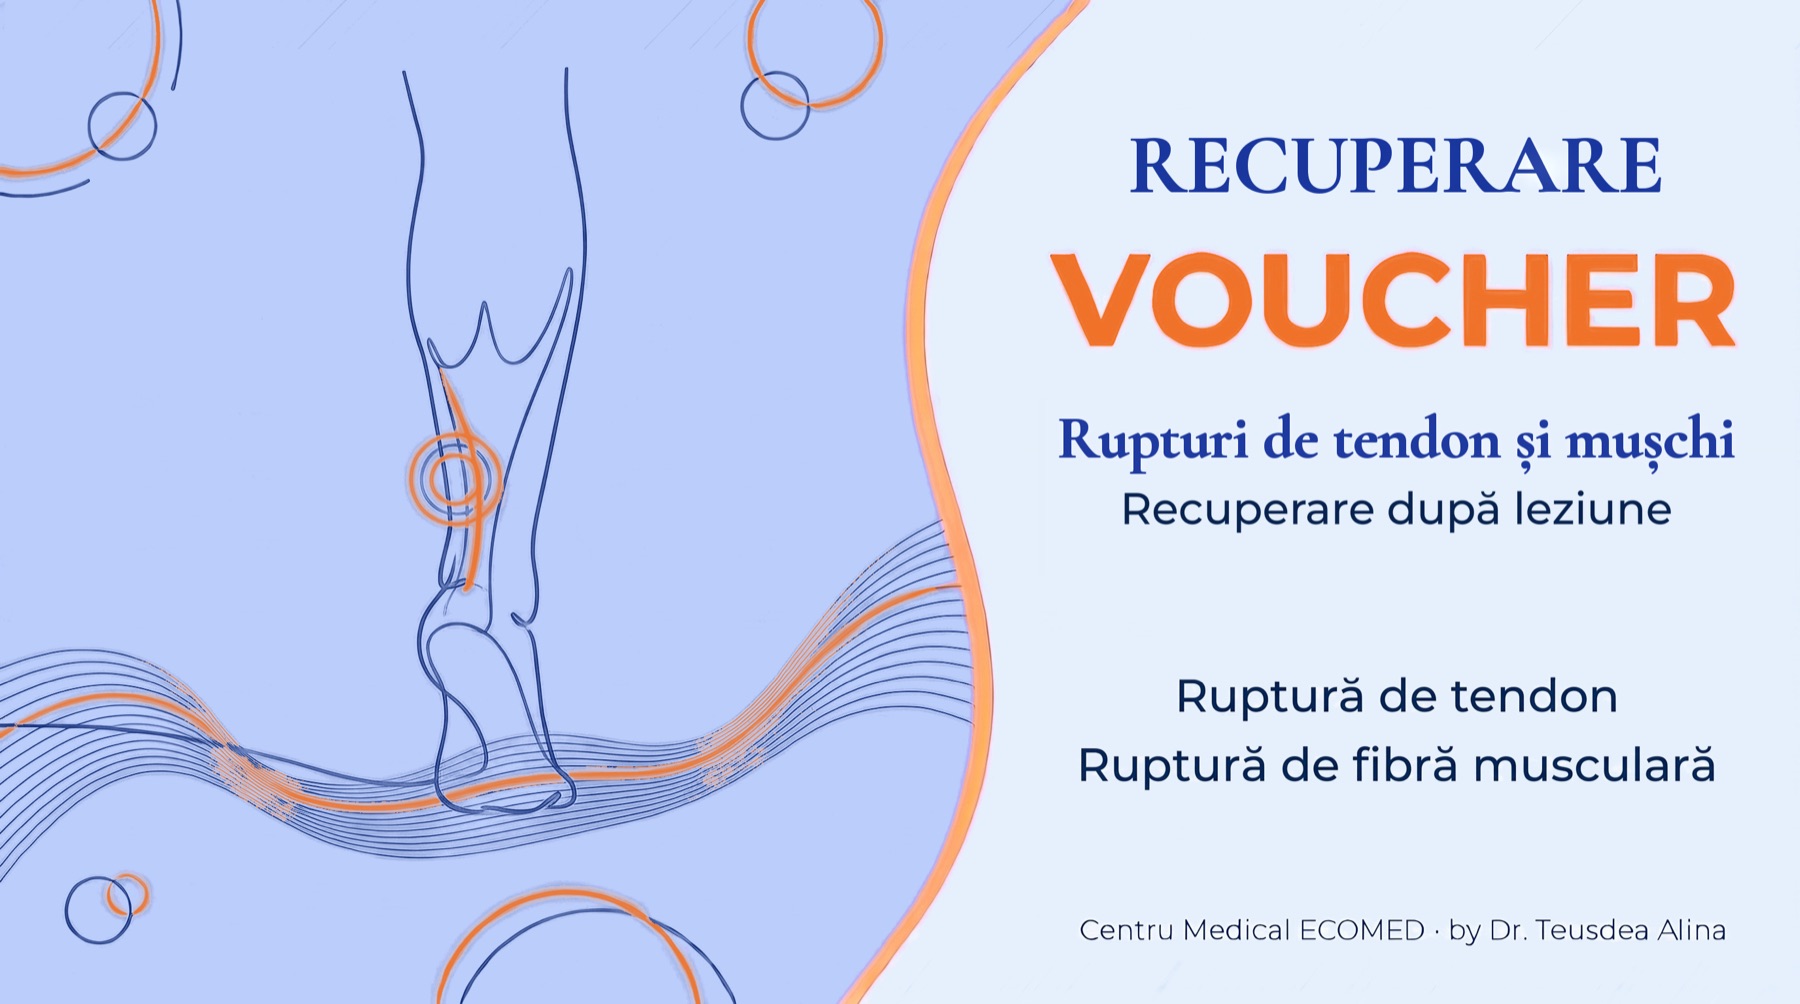 RECUPERARE
VOUCHER
Rupturi de tendon și mușchi
Recuperare după leziune
Ruptură de tendon
Ruptură de fibră musculară
Centru Medical ECOMED · by Dr. Teusdea Alina